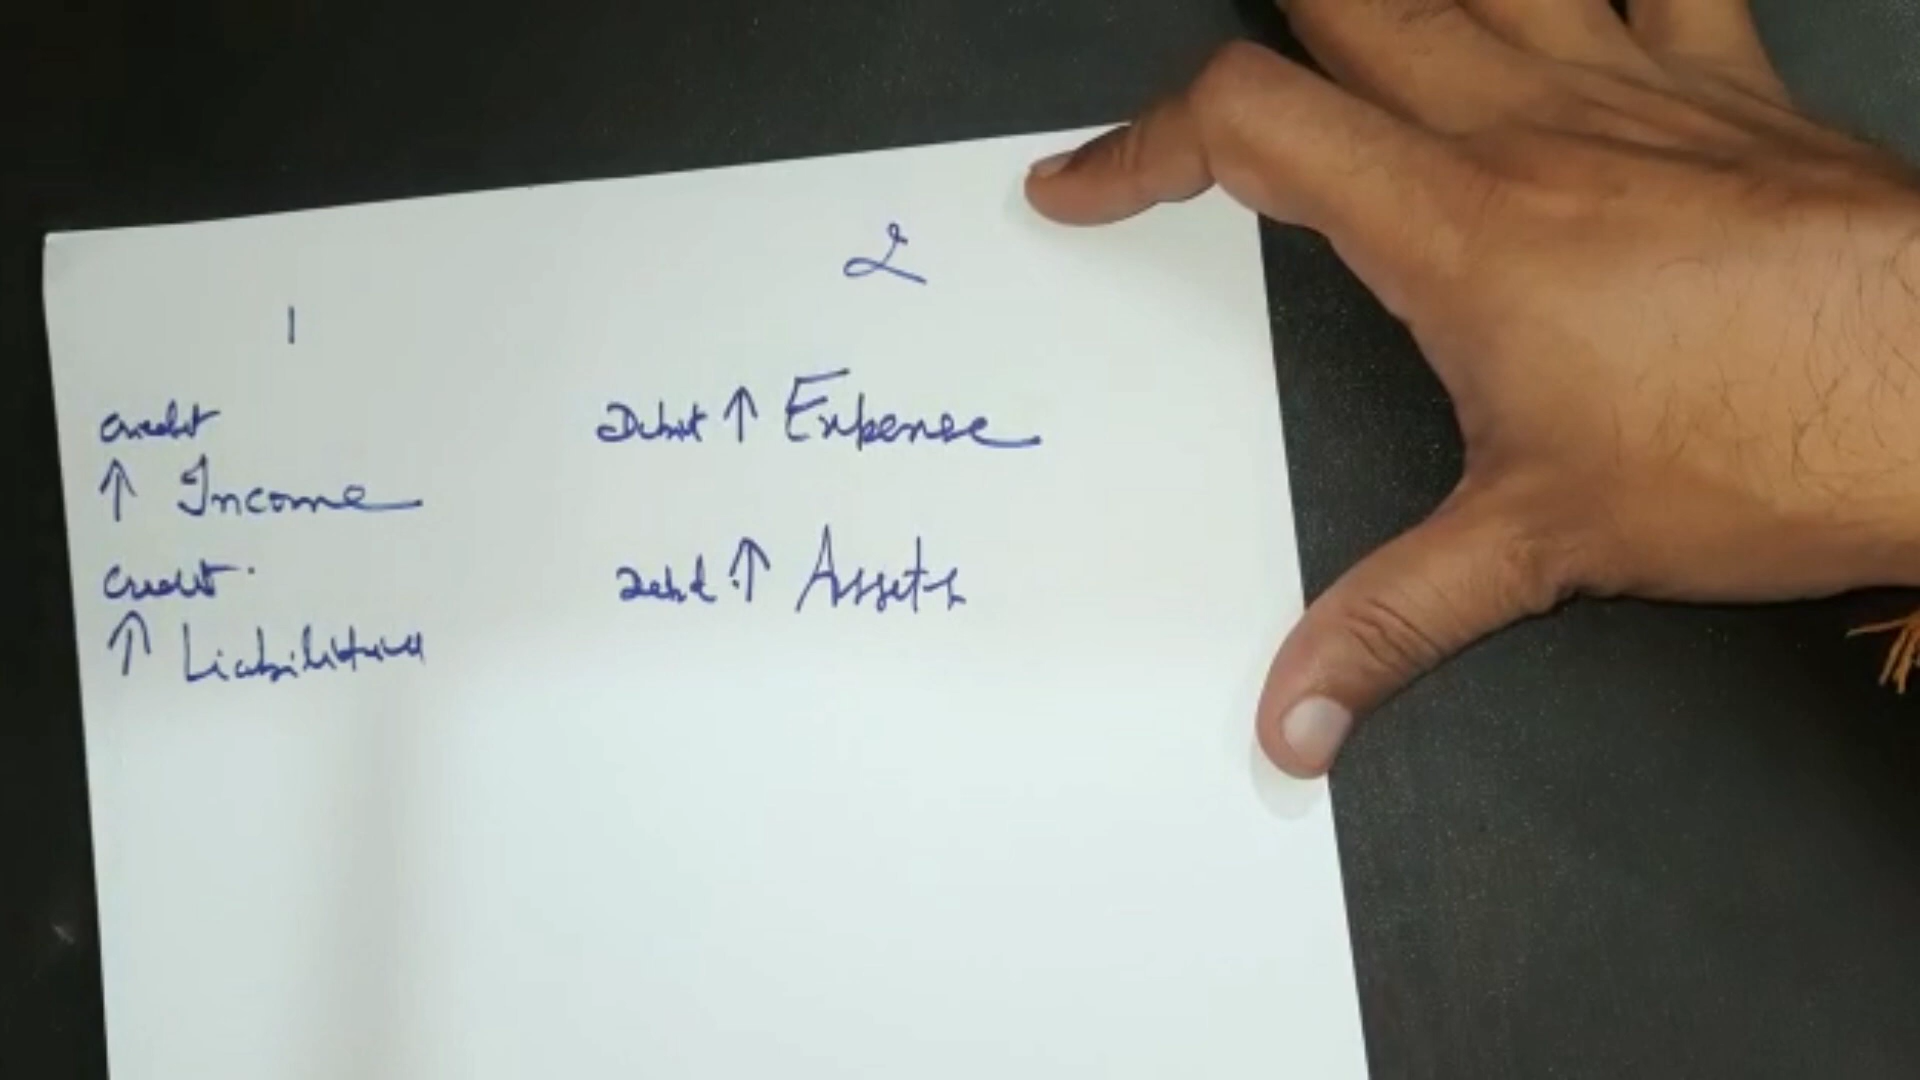 1
2
Credit
↑ Income
Credit
↑ Liabilities
Debit ↑ Expense
Debit ↑ Assets